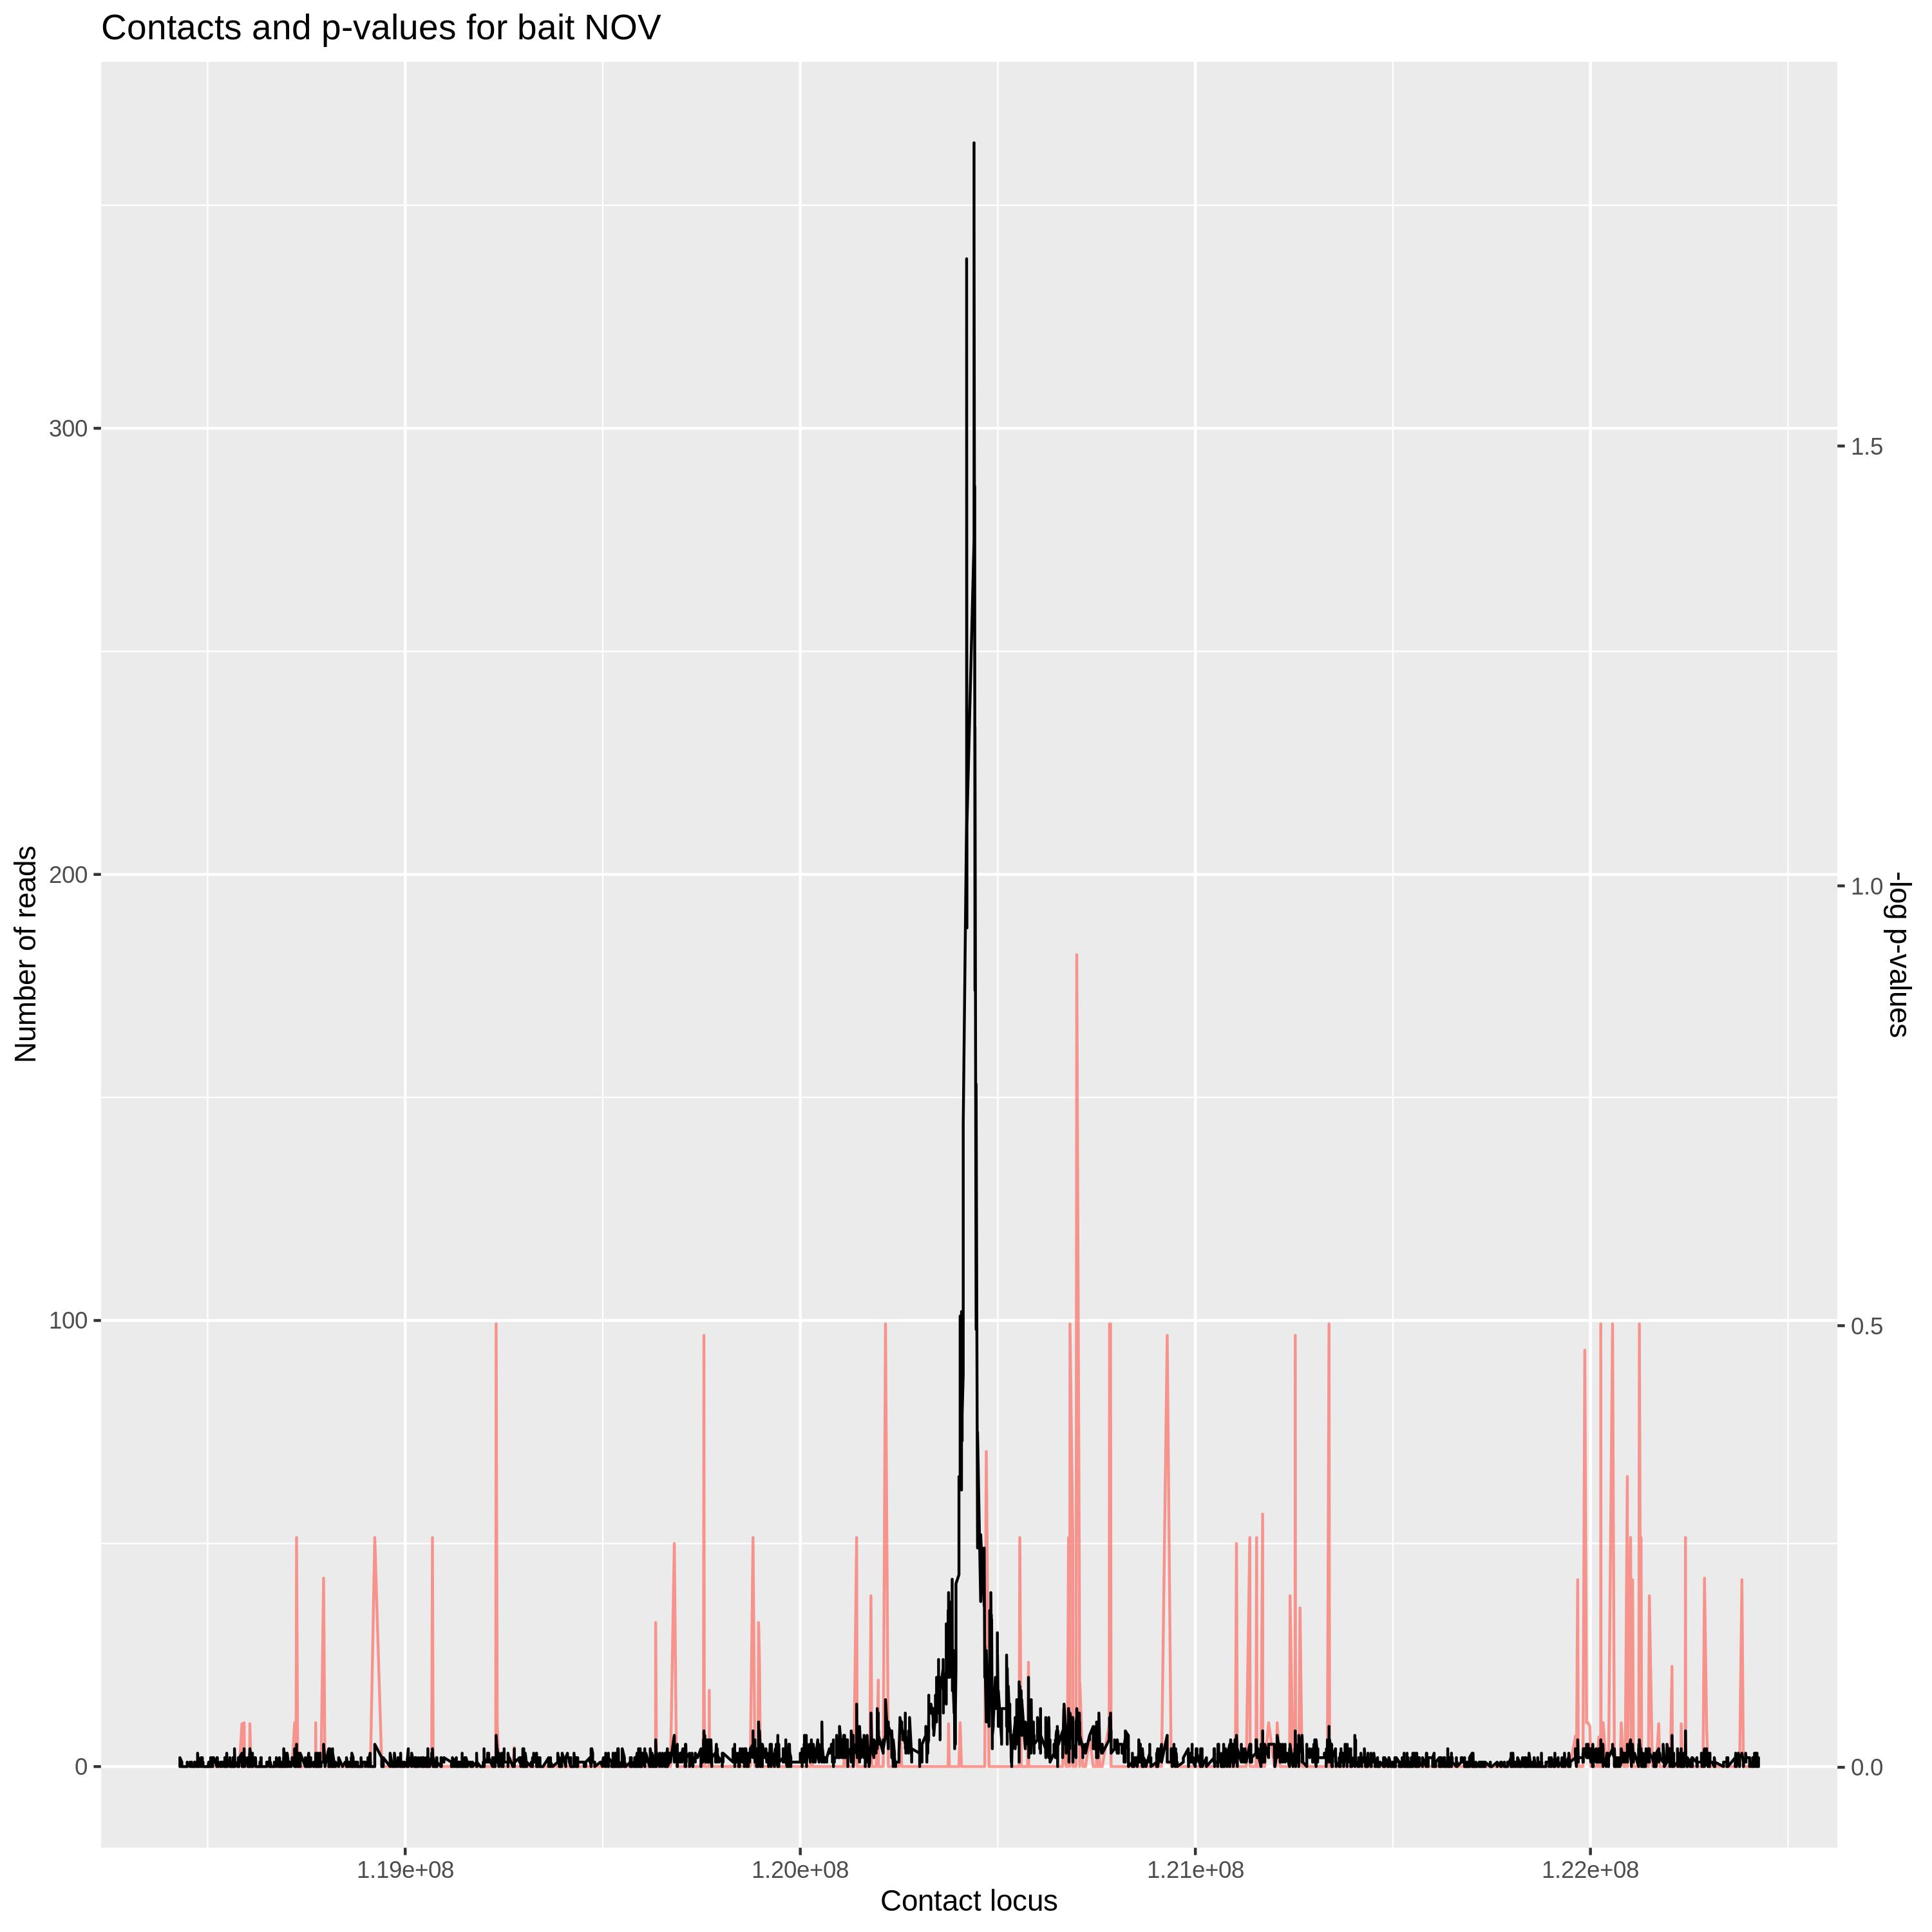 Contacts and p-values for bait NOV
Number of reads
300
200
100
0
1.5
1.0
0.5
0.0
-log p-values
1.19e+08
1.20e+08
1.21e+08
1.22e+08
Contact locus